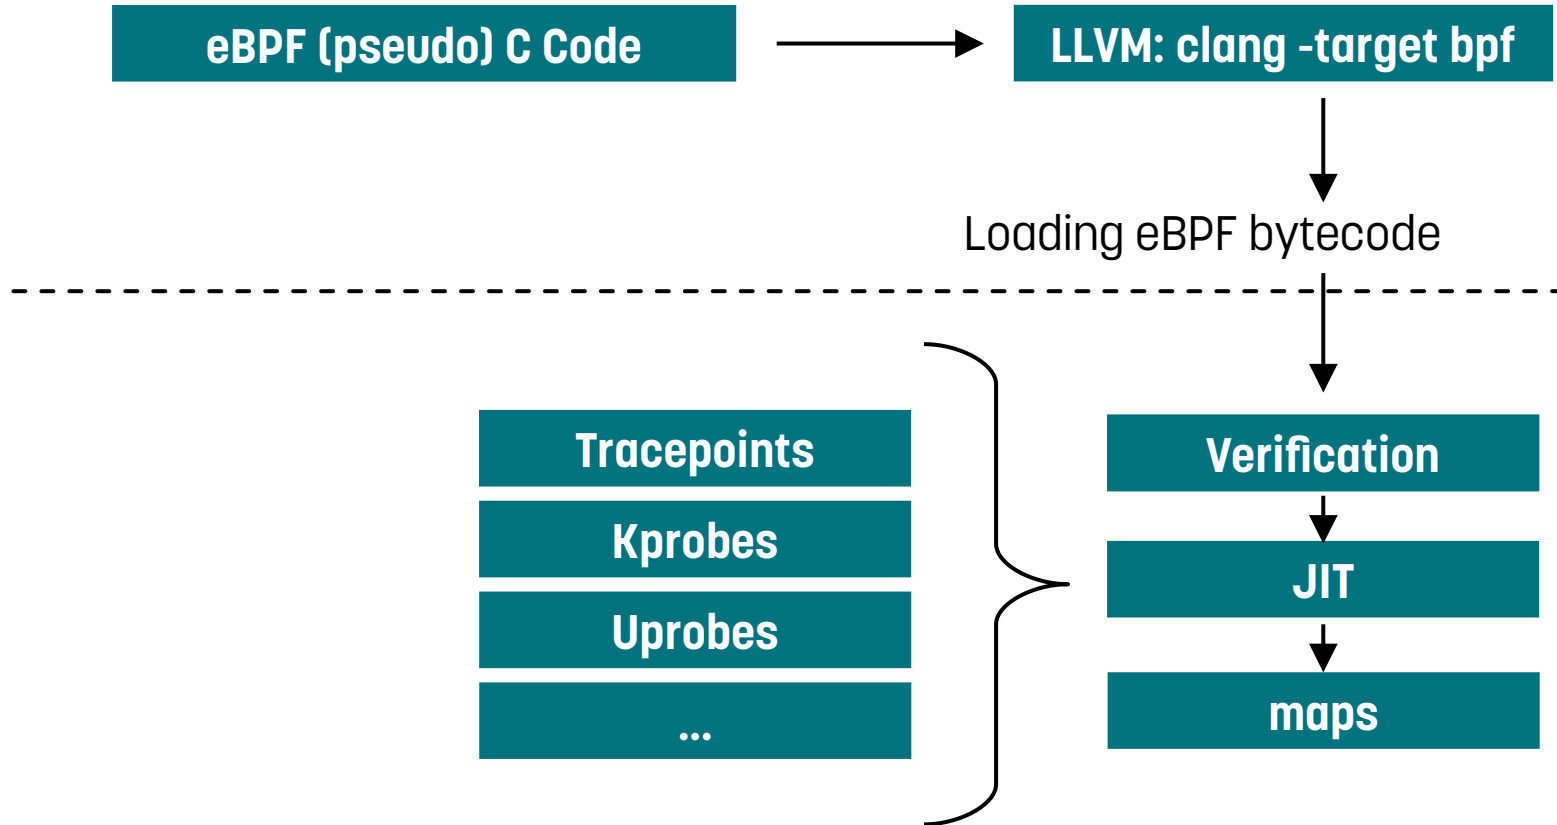 eBPF (pseudo) C Code
LLVM: clang -target bpf
Loading eBPF bytecode
Tracepoints
Kprobes
Uprobes
...
Verification
JIT
maps